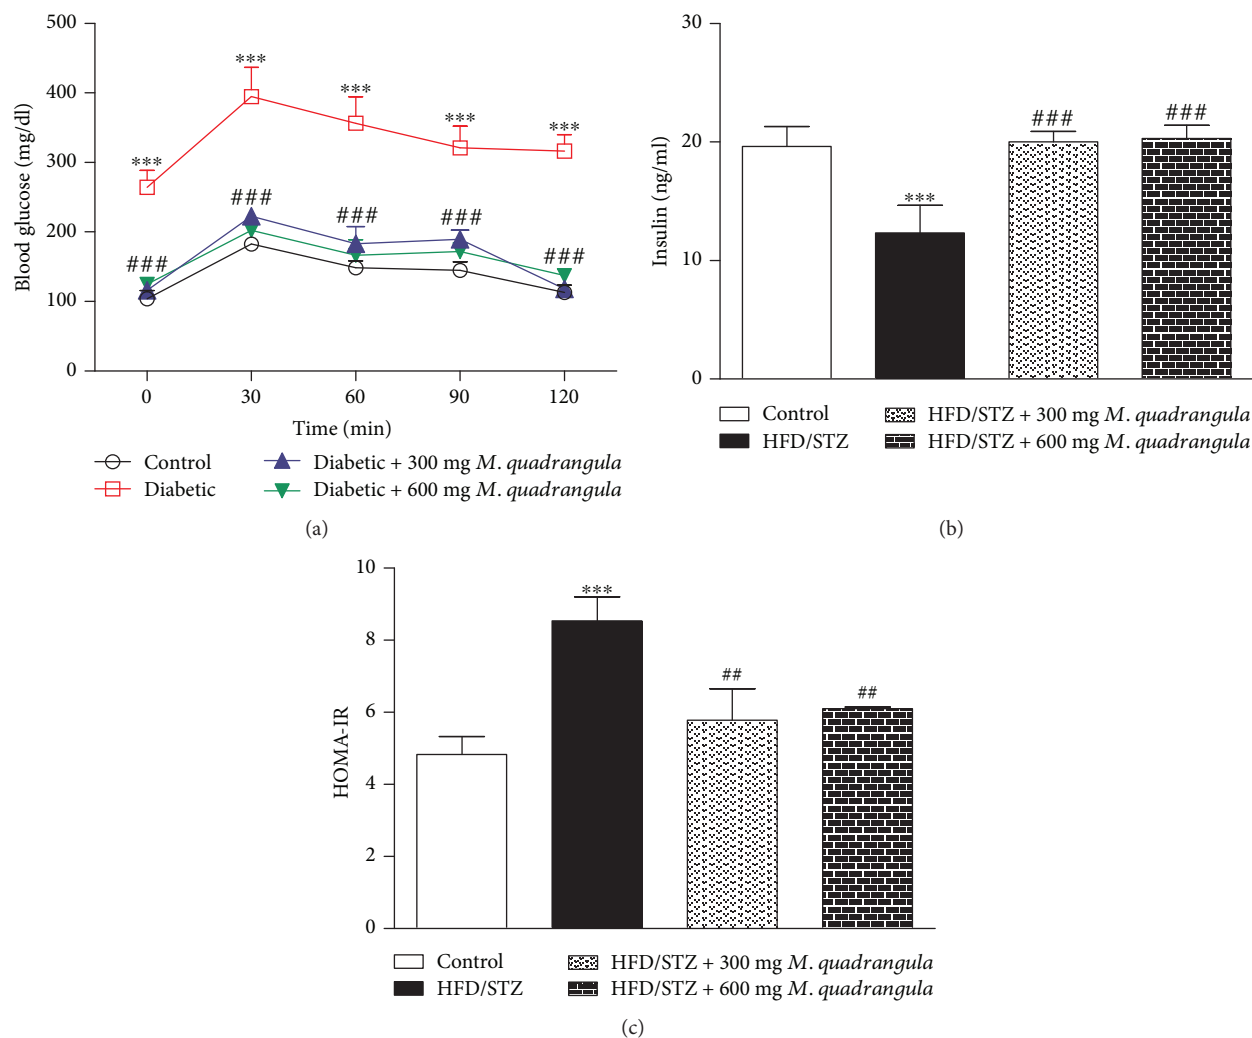 500
400
300
200
100
0
Blood glucose (mg/dl)
***
***
***
***
***
###
###
###
###
###
0 30 60 90 120
Time (min)
Control
Diabetic
Diabetic + 300 mg M. quadrangula
Diabetic + 600 mg M. quadrangula
(a)
30
20
10
0
Insulin (ng/ml)
***
###
###
Control
HFD/STZ
HFD/STZ + 300 mg M. quadrangula
HFD/STZ + 600 mg M. quadrangula
(b)
10
8
6
4
2
0
HOMA-IR
***
##
##
Control
HFD/STZ
HFD/STZ + 300 mg M. quadrangula
HFD/STZ + 600 mg M. quadrangula
(c)